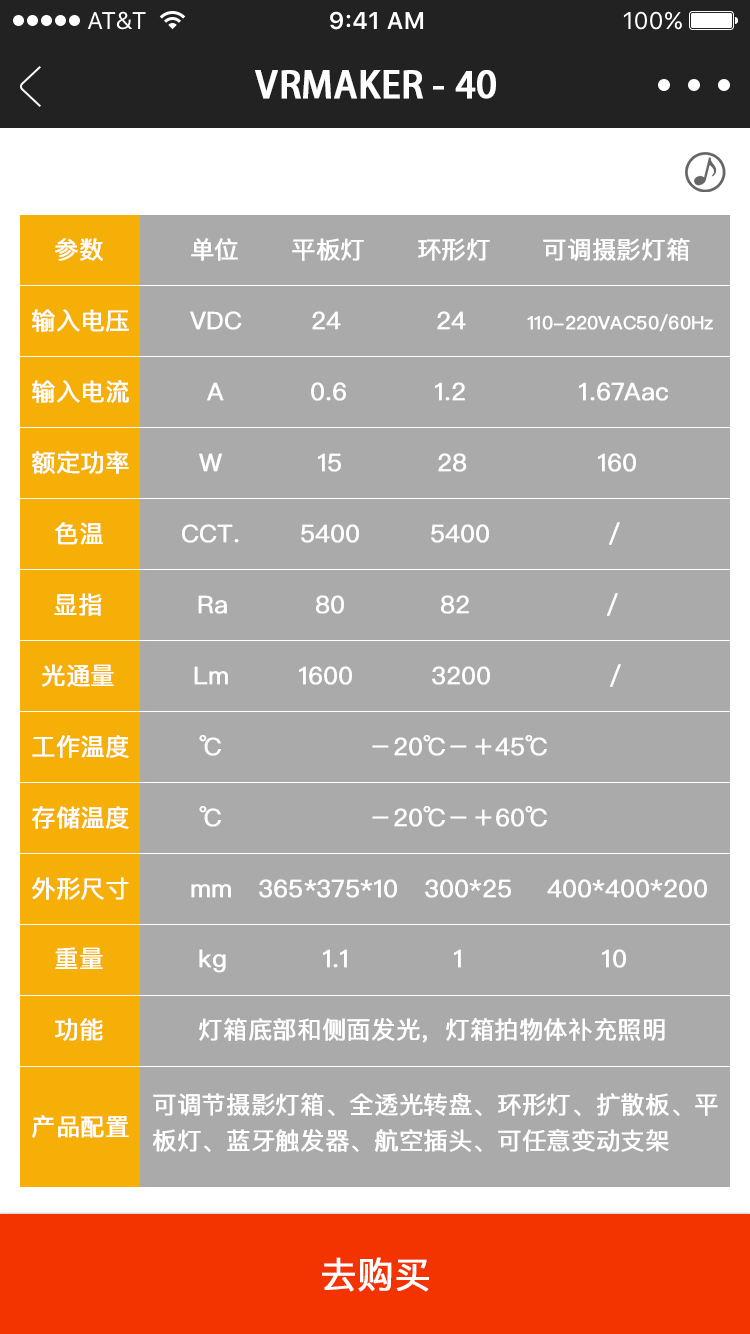 AT&T 9:41 AM 100%
VRMAKER - 40
参数 单位 平板灯 环形灯 可调摄影灯箱
输入电压 VDC 24 24 110-220VAC50/60Hz
输入电流 A 0.6 1.2 1.67Aac
额定功率 W 15 28 160
色温 CCT. 5400 5400 /
显指 Ra 80 82 /
光通量 Lm 1600 3200 /
工作温度 ℃ －20℃－＋45℃
存储温度 ℃ －20℃－＋60℃
外形尺寸 mm 365*375*10 300*25 400*400*200
重量 kg 1.1 1 10
功能 灯箱底部和侧面发光，灯箱拍物体补充照明
产品配置 可调节摄影灯箱、全透光转盘、环形灯、扩散板、平
板灯、蓝牙触发器、航空插头、可任意变动支架
去购买